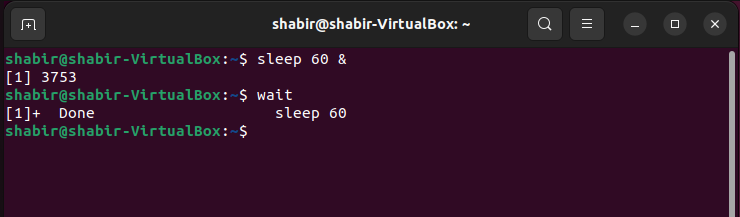 shabir@shabir-VirtualBox: ~
shabir@shabir-VirtualBox:~$ sleep 60 &
[1] 3753
shabir@shabir-VirtualBox:~$ wait
[1]+  Done                    sleep 60
shabir@shabir-VirtualBox:~$